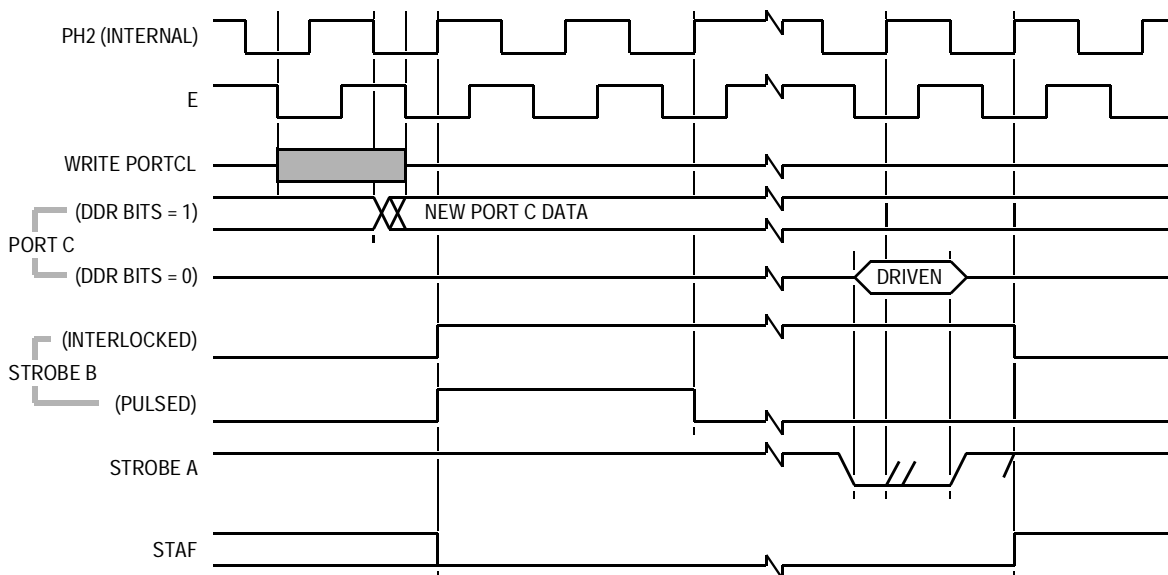 PH2 (INTERNAL)
E
WRITE PORTCL
(DDR BITS = 1)
NEW PORT C DATA
PORT C
(DDR BITS = 0)
DRIVEN
(INTERLOCKED)
STROBE B
(PULSED)
STROBE A
STAF